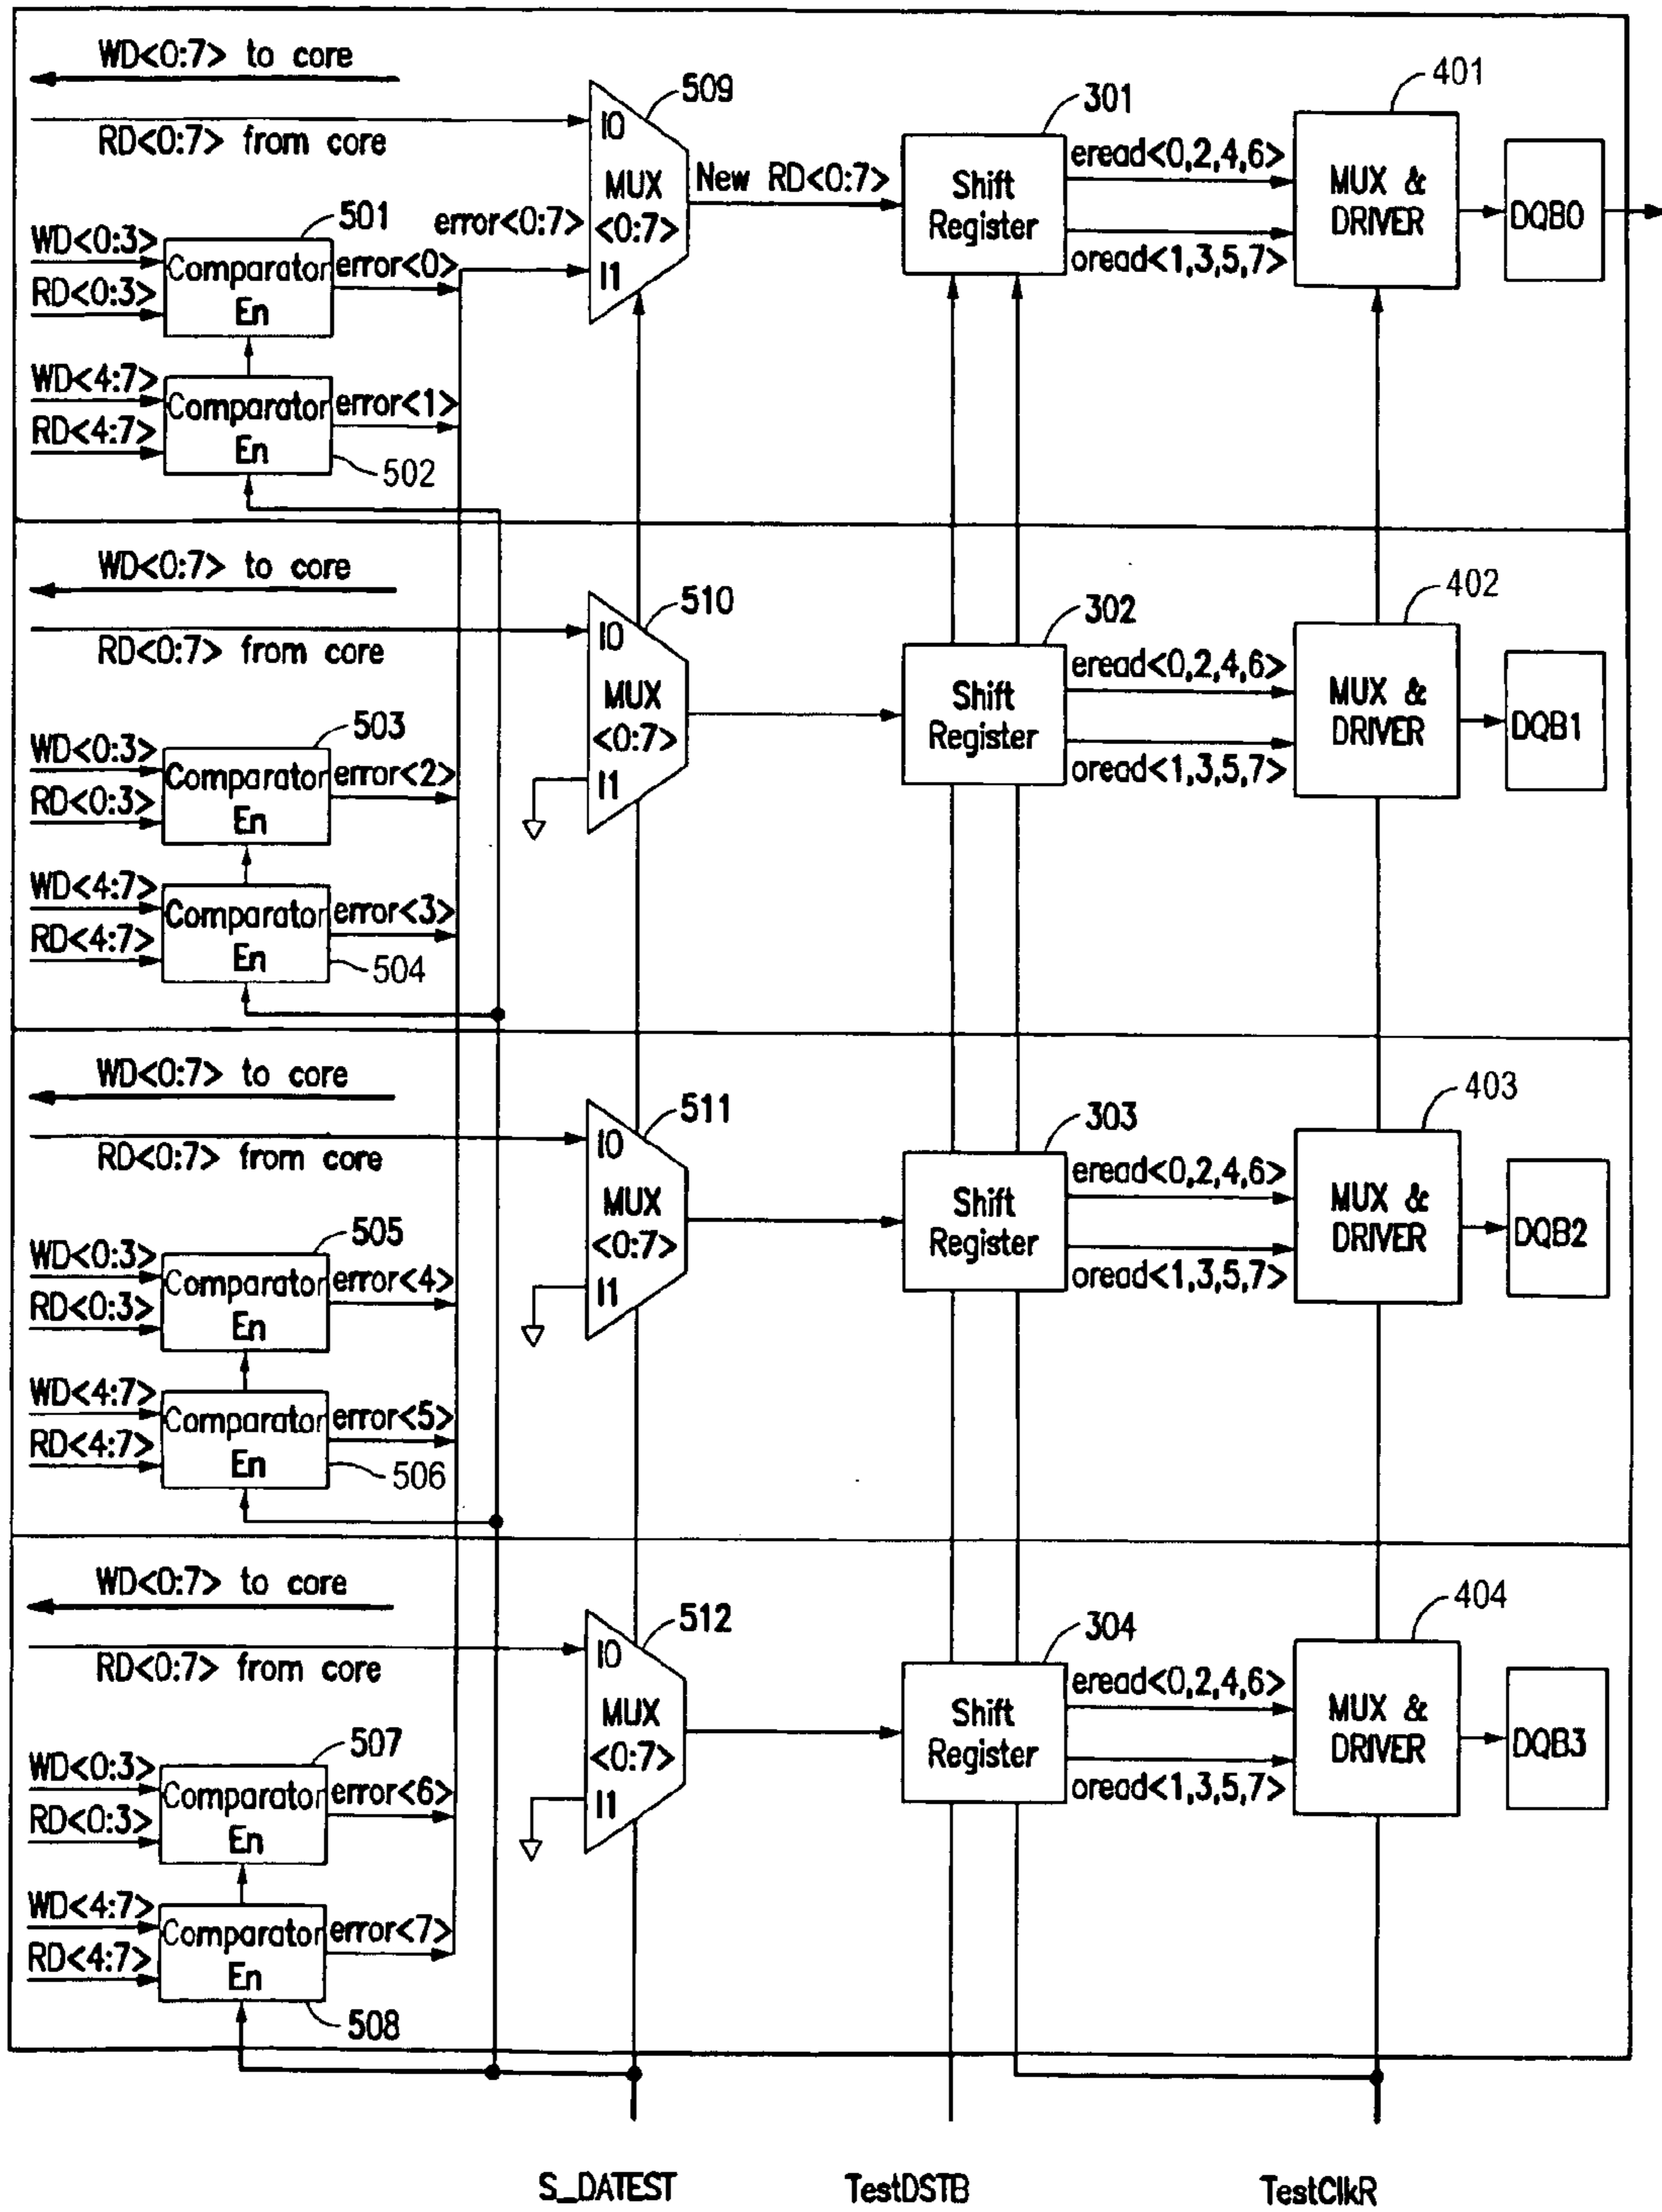 WD<0:7> to core
RD<0:7> from core
509
I0
MUX
<0:7>
I1
error<0:7>
New RD<0:7>
301
Shift
Register
eread<0,2,4,6>
oread<1,3,5,7>
401
MUX &
DRIVER
DQB0
WD<0:3>
RD<0:3>
501
Comparator
En
error<0>
WD<4:7>
RD<4:7>
Comparator
En
error<1>
502
WD<0:7> to core
RD<0:7> from core
510
I0
MUX
<0:7>
I1
302
Shift
Register
eread<0,2,4,6>
oread<1,3,5,7>
402
MUX &
DRIVER
DQB1
WD<0:3>
RD<0:3>
503
Comparator
En
error<2>
WD<4:7>
RD<4:7>
Comparator
En
error<3>
504
WD<0:7> to core
RD<0:7> from core
511
I0
MUX
<0:7>
I1
303
Shift
Register
eread<0,2,4,6>
oread<1,3,5,7>
403
MUX &
DRIVER
DQB2
WD<0:3>
RD<0:3>
505
Comparator
En
error<4>
WD<4:7>
RD<4:7>
Comparator
En
error<5>
506
WD<0:7> to core
RD<0:7> from core
512
I0
MUX
<0:7>
I1
304
Shift
Register
eread<0,2,4,6>
oread<1,3,5,7>
404
MUX &
DRIVER
DQB3
WD<0:3>
RD<0:3>
507
Comparator
En
error<6>
WD<4:7>
RD<4:7>
Comparator
En
error<7>
508
S_DATEST
TestDSTB
TestClkR